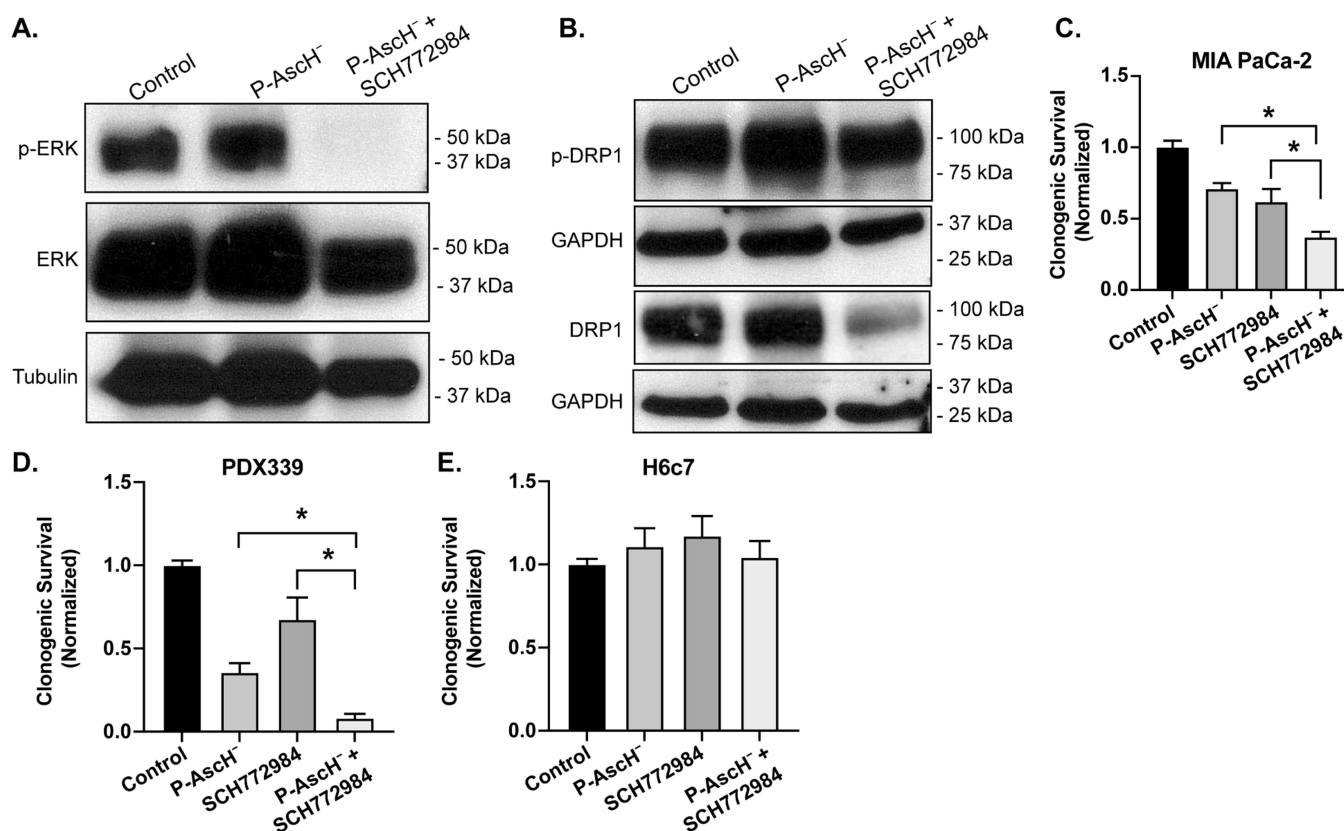 A.
Control
P-AscH⁻
P-AscH⁻ +
SCH772984
p-ERK
- 50 kDa
- 37 kDa
ERK
- 50 kDa
- 37 kDa
Tubulin
- 50 kDa
- 37 kDa
B.
Control
P-AscH⁻
P-AscH⁻ +
SCH772984
p-DRP1
- 100 kDa
- 75 kDa
GAPDH
- 37 kDa
- 25 kDa
DRP1
- 100 kDa
- 75 kDa
GAPDH
- 37 kDa
- 25 kDa
C.
MIA PaCa-2
Clonogenic Survival
(Normalized)
1.5
1.0
0.5
0.0
*
*
Control
P-AscH⁻
SCH772984
P-AscH⁻ +
SCH772984
D.
PDX339
Clonogenic Survival
(Normalized)
1.5
1.0
0.5
0.0
*
*
Control
P-AscH⁻
SCH772984
P-AscH⁻ +
SCH772984
E.
H6c7
Clonogenic Survival
(Normalized)
1.5
1.0
0.5
0.0
Control
P-AscH⁻
SCH772984
P-AscH⁻ +
SCH772984